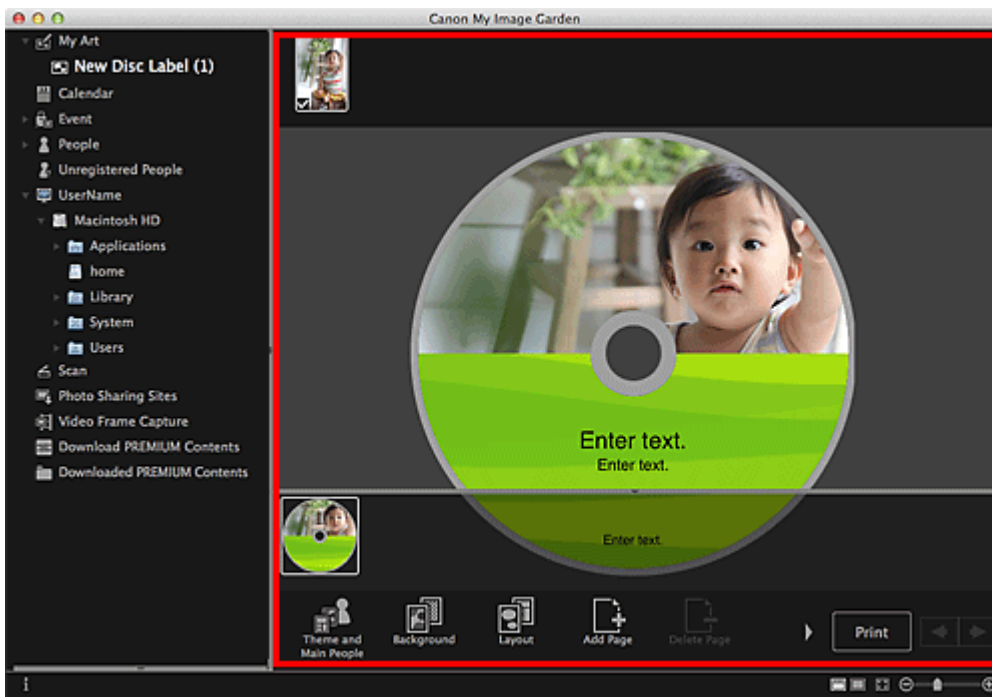 Canon My Image Garden
My Art
New Disc Label (1)
Calendar
Event
People
Unregistered People
UserName
Macintosh HD
Applications
home
Library
System
Users
Scan
Photo Sharing Sites
Video Frame Capture
Download PREMIUM Contents
Downloaded PREMIUM Contents
Enter text.
Enter text.
Enter text.
Theme and
Main People
Background
Layout
Add Page
Delete Page
Print